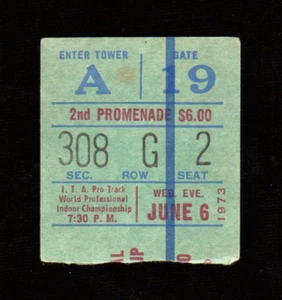 ENTER TOWER GATE
A 19
2nd PROMENADE $6.00
308 G 2
SEC. ROW SEAT
I. T. A. Pro Track
World Professional
Indoor Championship
7:30 P. M.
WED. EVE.
JUNE 6
1973